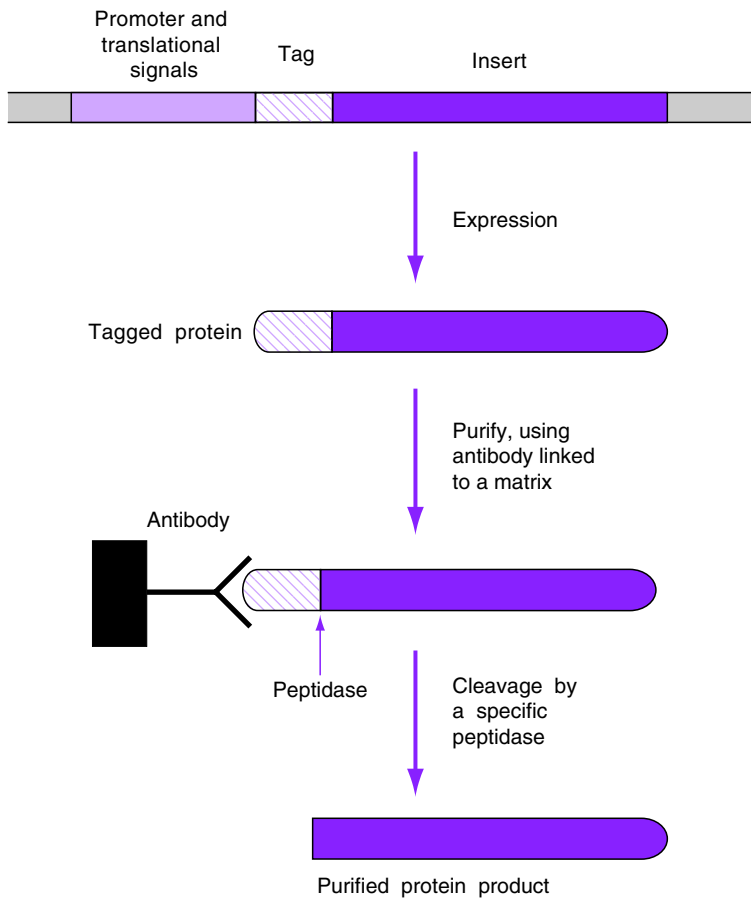 Promoter and
translational
signals
Tag
Insert
Expression
Tagged protein
Purify, using
antibody linked
to a matrix
Antibody
Peptidase
Cleavage by
a specific
peptidase
Purified protein product